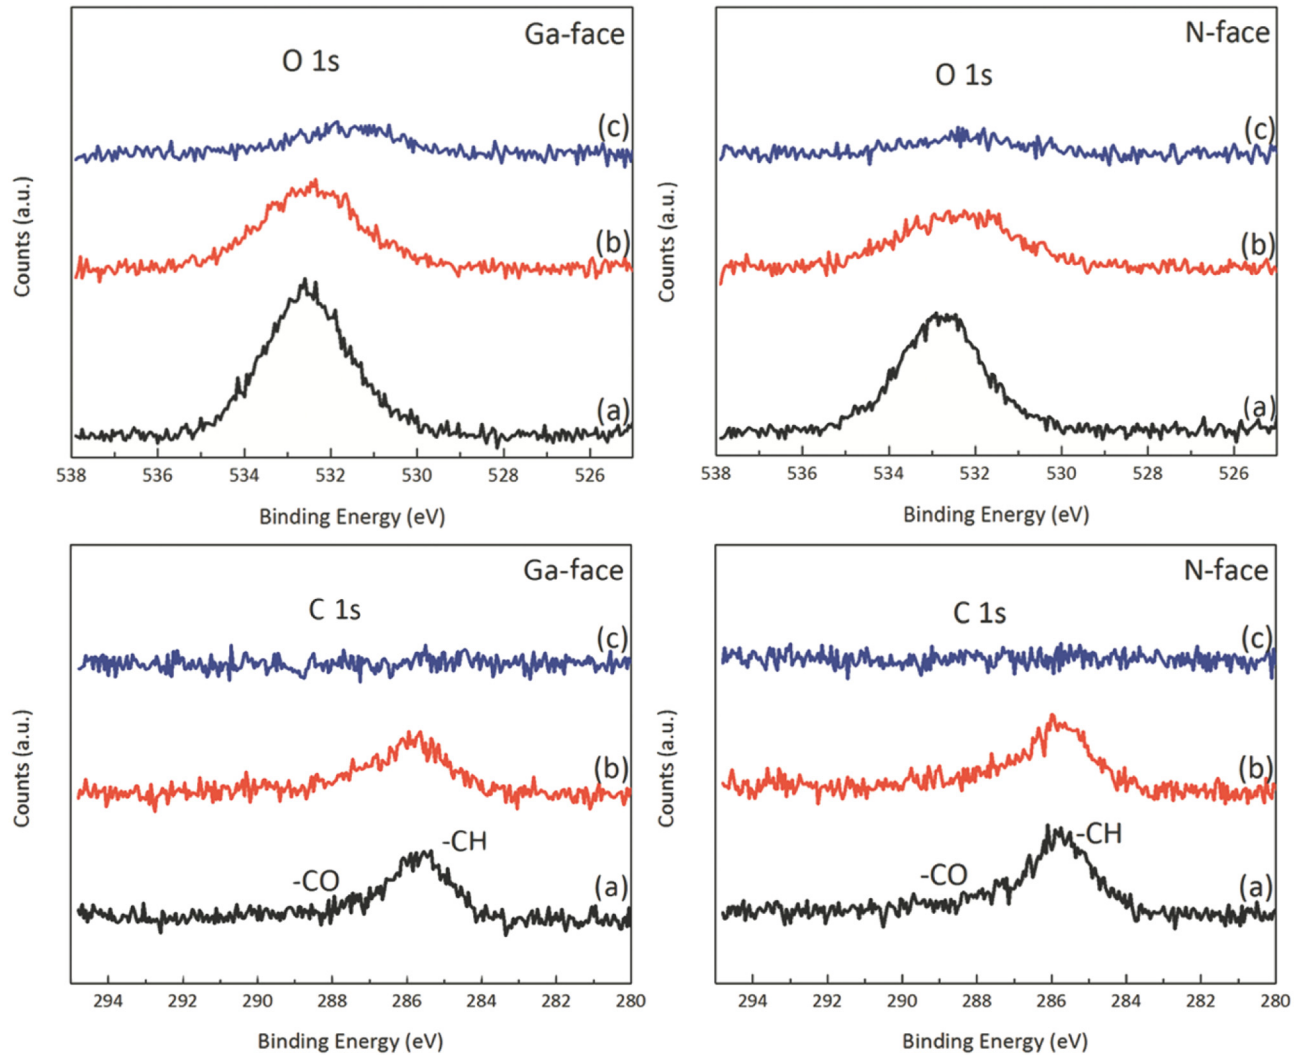 Ga-face
O 1s
(c)
(b)
(a)
Counts (a.u.)
538 536 534 532 530 528 526
Binding Energy (eV)
N-face
O 1s
(c)
(b)
(a)
Counts (a.u.)
538 536 534 532 530 528 526
Binding Energy (eV)
Ga-face
C 1s
(c)
(b)
-CH
-CO
(a)
Counts (a.u.)
294 292 290 288 286 284 282 280
Binding Energy (eV)
N-face
C 1s
(c)
(b)
-CH
-CO
(a)
Counts (a.u.)
294 292 290 288 286 284 282 280
Binding Energy (eV)